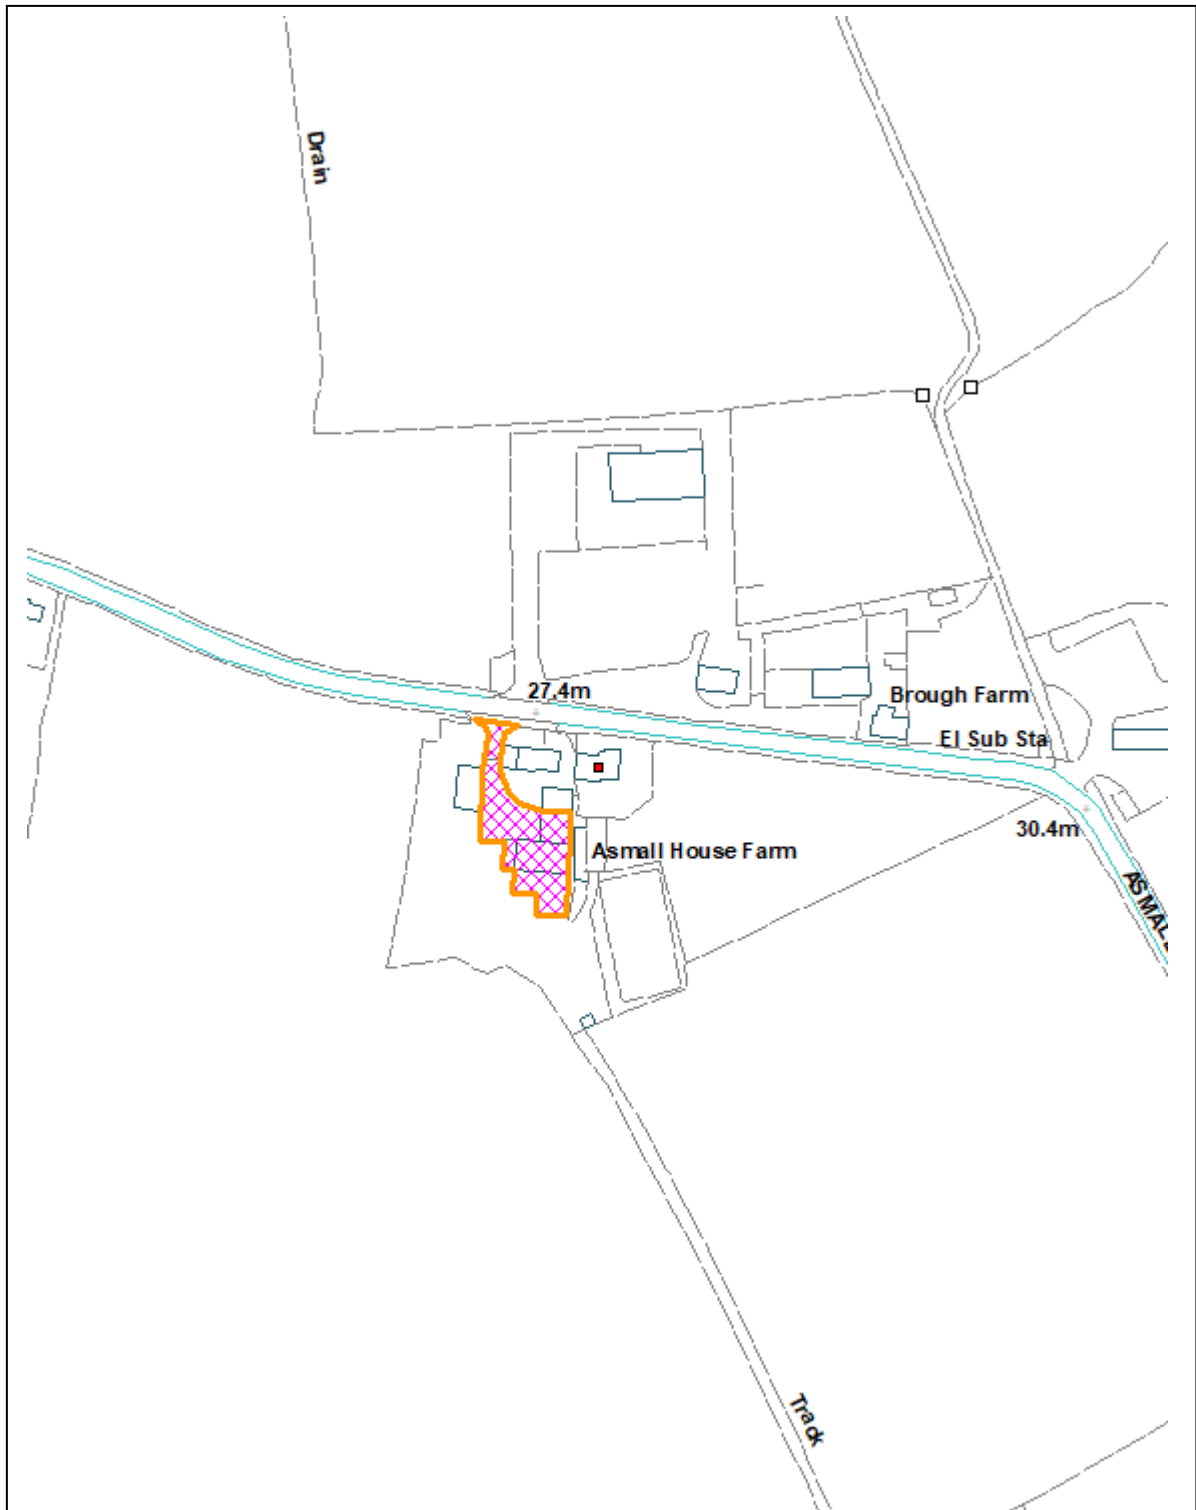 Drain
27.4m
Brough Farm
El Sub Sta
30.4m
Asmall House Farm
Track